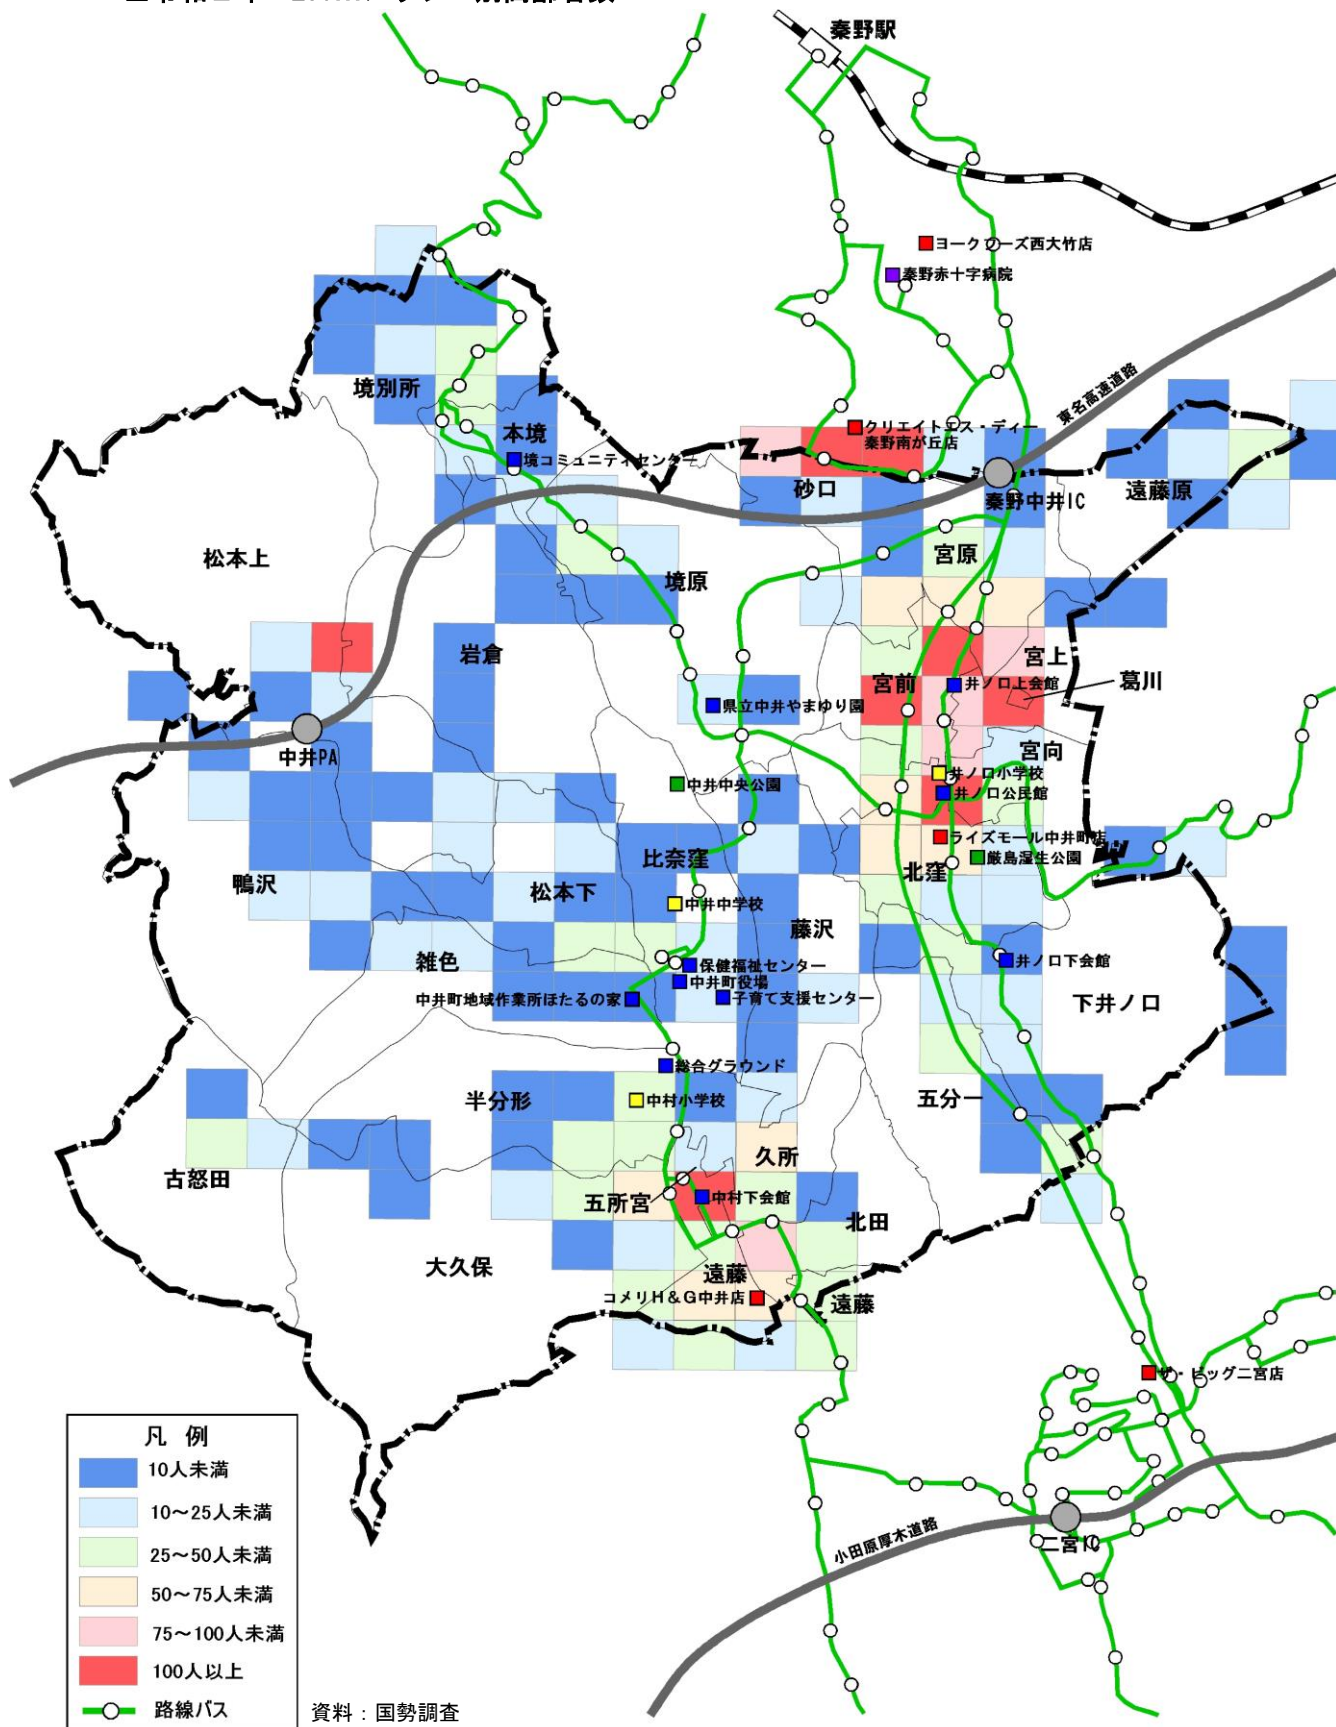 秦野駅
ヨークフーズ西大竹店
秦野赤十字病院
東名高速道路
境別所
クリエイトエス・ディー
秦野南が丘店
本境
境コミュニティセンター
砂口
秦野中井IC
遠藤原
松本上
宮原
境原
岩倉
宮上
宮前
井ノ口上会館
葛川
県立中井やまゆり園
中井PA
宮向
井ノ口小学校
中井中央公園
井ノ口公民館
ライズモール中井町店
比奈窪
厳島湿生公園
北窪
鴨沢
松本下
中井中学校
藤沢
雑色
保健福祉センター
井ノ口下会館
中井町役場
中井町地域作業所ほたるの家
子育て支援センター
下井ノ口
総合グラウンド
半分形
中村小学校
五分一
久所
古怒田
五所宮
中村下会館
北田
大久保
遠藤
コメリH&G中井店
遠藤
ザ・ビッグ二宮店
小田原厚木道路
二宮IC
凡 例
10人未満
10～25人未満
25～50人未満
50～75人未満
75～100人未満
100人以上
路線バス
資料：国勢調査